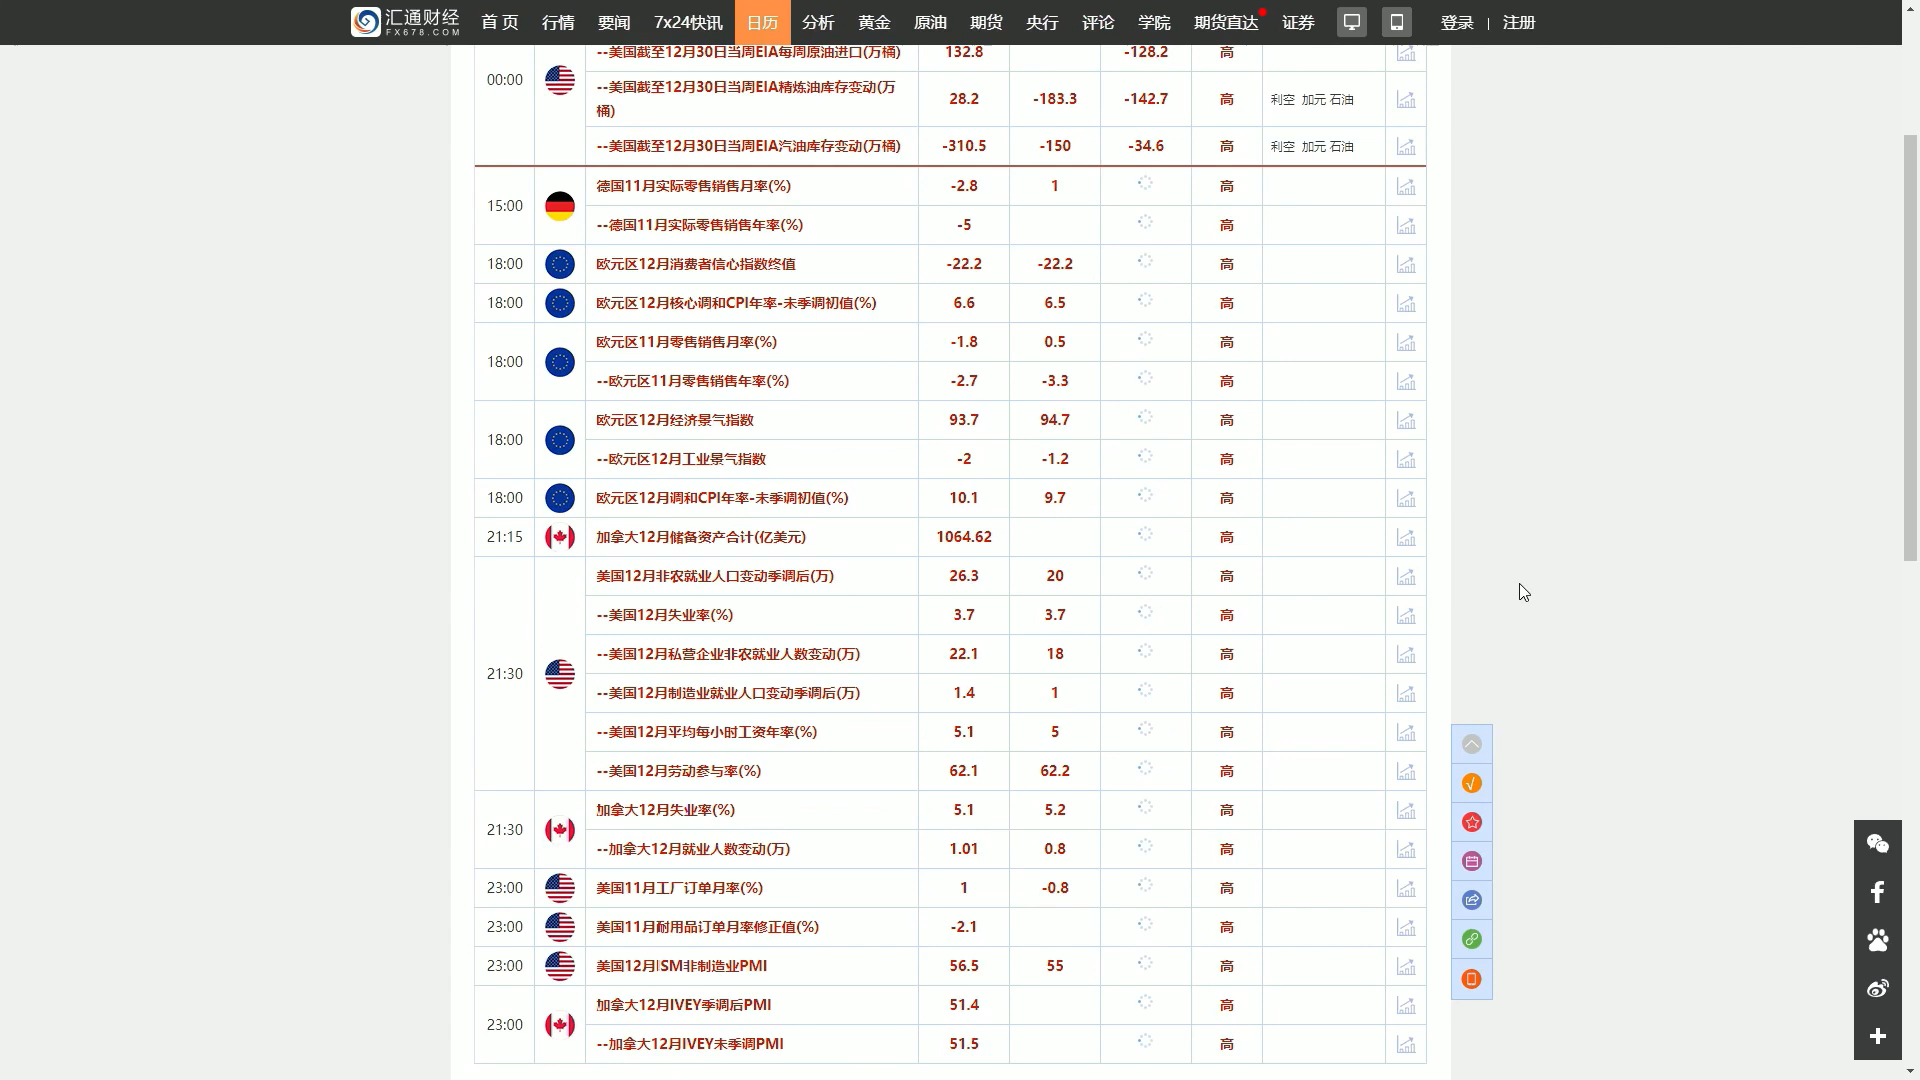 汇通财经 FX678.COM 首 页 行情 要闻 7x24快讯 日历 分析 黄金 原油 期货 央行 评论 学院 期货直达 证券 登录 | 注册
00:00
--美国截至12月30日当周EIA每周原油进口(万桶) 132.8 -128.2 高
--美国截至12月30日当周EIA精炼油库存变动(万
桶) 28.2 -183.3 -142.7 高 利空 加元 石油
--美国截至12月30日当周EIA汽油库存变动(万桶) -310.5 -150 -34.6 高 利空 加元 石油
15:00
德国11月实际零售销售月率(%) -2.8 1 高
--德国11月实际零售销售年率(%) -5 高
18:00 欧元区12月消费者信心指数终值 -22.2 -22.2 高
18:00 欧元区12月核心调和CPI年率-未季调初值(%) 6.6 6.5 高
18:00
欧元区11月零售销售月率(%) -1.8 0.5 高
--欧元区11月零售销售年率(%) -2.7 -3.3 高
18:00
欧元区12月经济景气指数 93.7 94.7 高
--欧元区12月工业景气指数 -2 -1.2 高
18:00 欧元区12月调和CPI年率-未季调初值(%) 10.1 9.7 高
21:15 加拿大12月储备资产合计(亿美元) 1064.62 高
21:30
美国12月非农就业人口变动季调后(万) 26.3 20 高
--美国12月失业率(%) 3.7 3.7 高
--美国12月私营企业非农就业人数变动(万) 22.1 18 高
--美国12月制造业就业人口变动季调后(万) 1.4 1 高
--美国12月平均每小时工资年率(%) 5.1 5 高
--美国12月劳动参与率(%) 62.1 62.2 高
21:30
加拿大12月失业率(%) 5.1 5.2 高
--加拿大12月就业人数变动(万) 1.01 0.8 高
23:00 美国11月工厂订单月率(%) 1 -0.8 高
23:00 美国11月耐用品订单月率修正值(%) -2.1 高
23:00 美国12月ISM非制造业PMI 56.5 55 高
23:00
加拿大12月IVEY季调后PMI 51.4 高
--加拿大12月IVEY未季调PMI 51.5 高